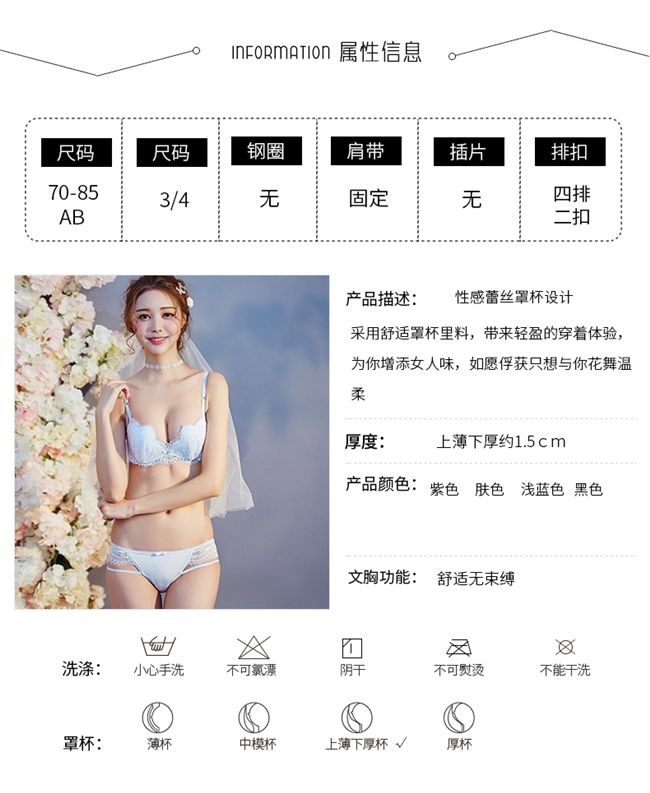 INFORMATION 属性信息
尺码 尺码 钢圈 肩带 插片 排扣
70-85 AB 3/4 无 固定 无 四排 二扣
产品描述： 性感蕾丝罩杯设计
采用舒适罩杯里料，带来轻盈的穿着体验，
为你增添女人味，如愿俘获只想与你花舞温
柔
厚度： 上薄下厚约1.5cm
产品颜色： 紫色 肤色 浅蓝色 黑色
文胸功能： 舒适无束缚
洗涤： 小心手洗 不可氯漂 阴干 不可熨烫 不能干洗
罩杯： 薄杯 中模杯 上薄下厚杯 ✓ 厚杯